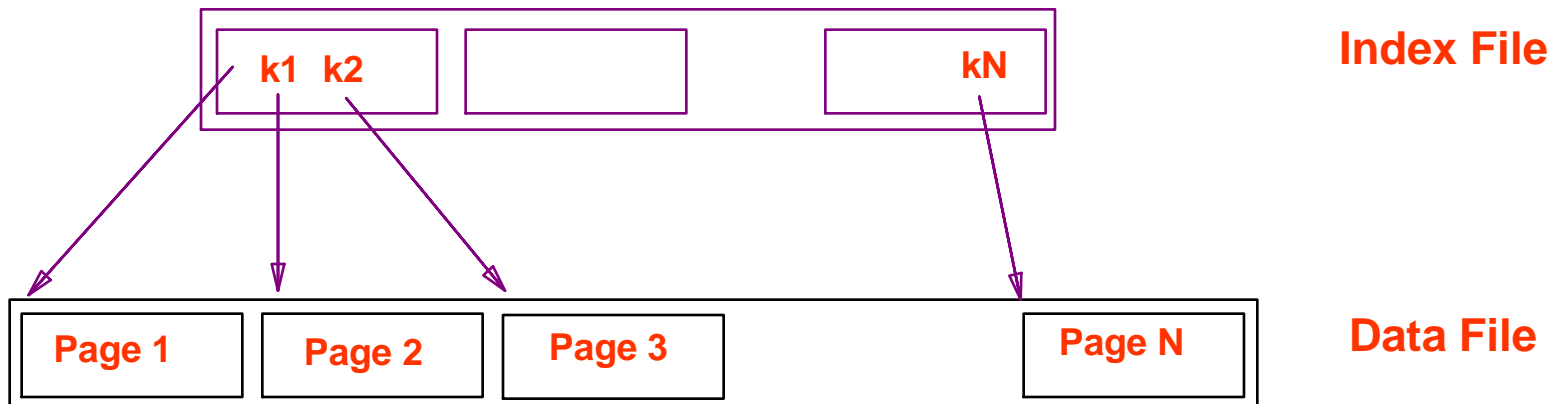 k1 k2
kN
Index File
Page 1
Page 2
Page 3
Page N
Data File